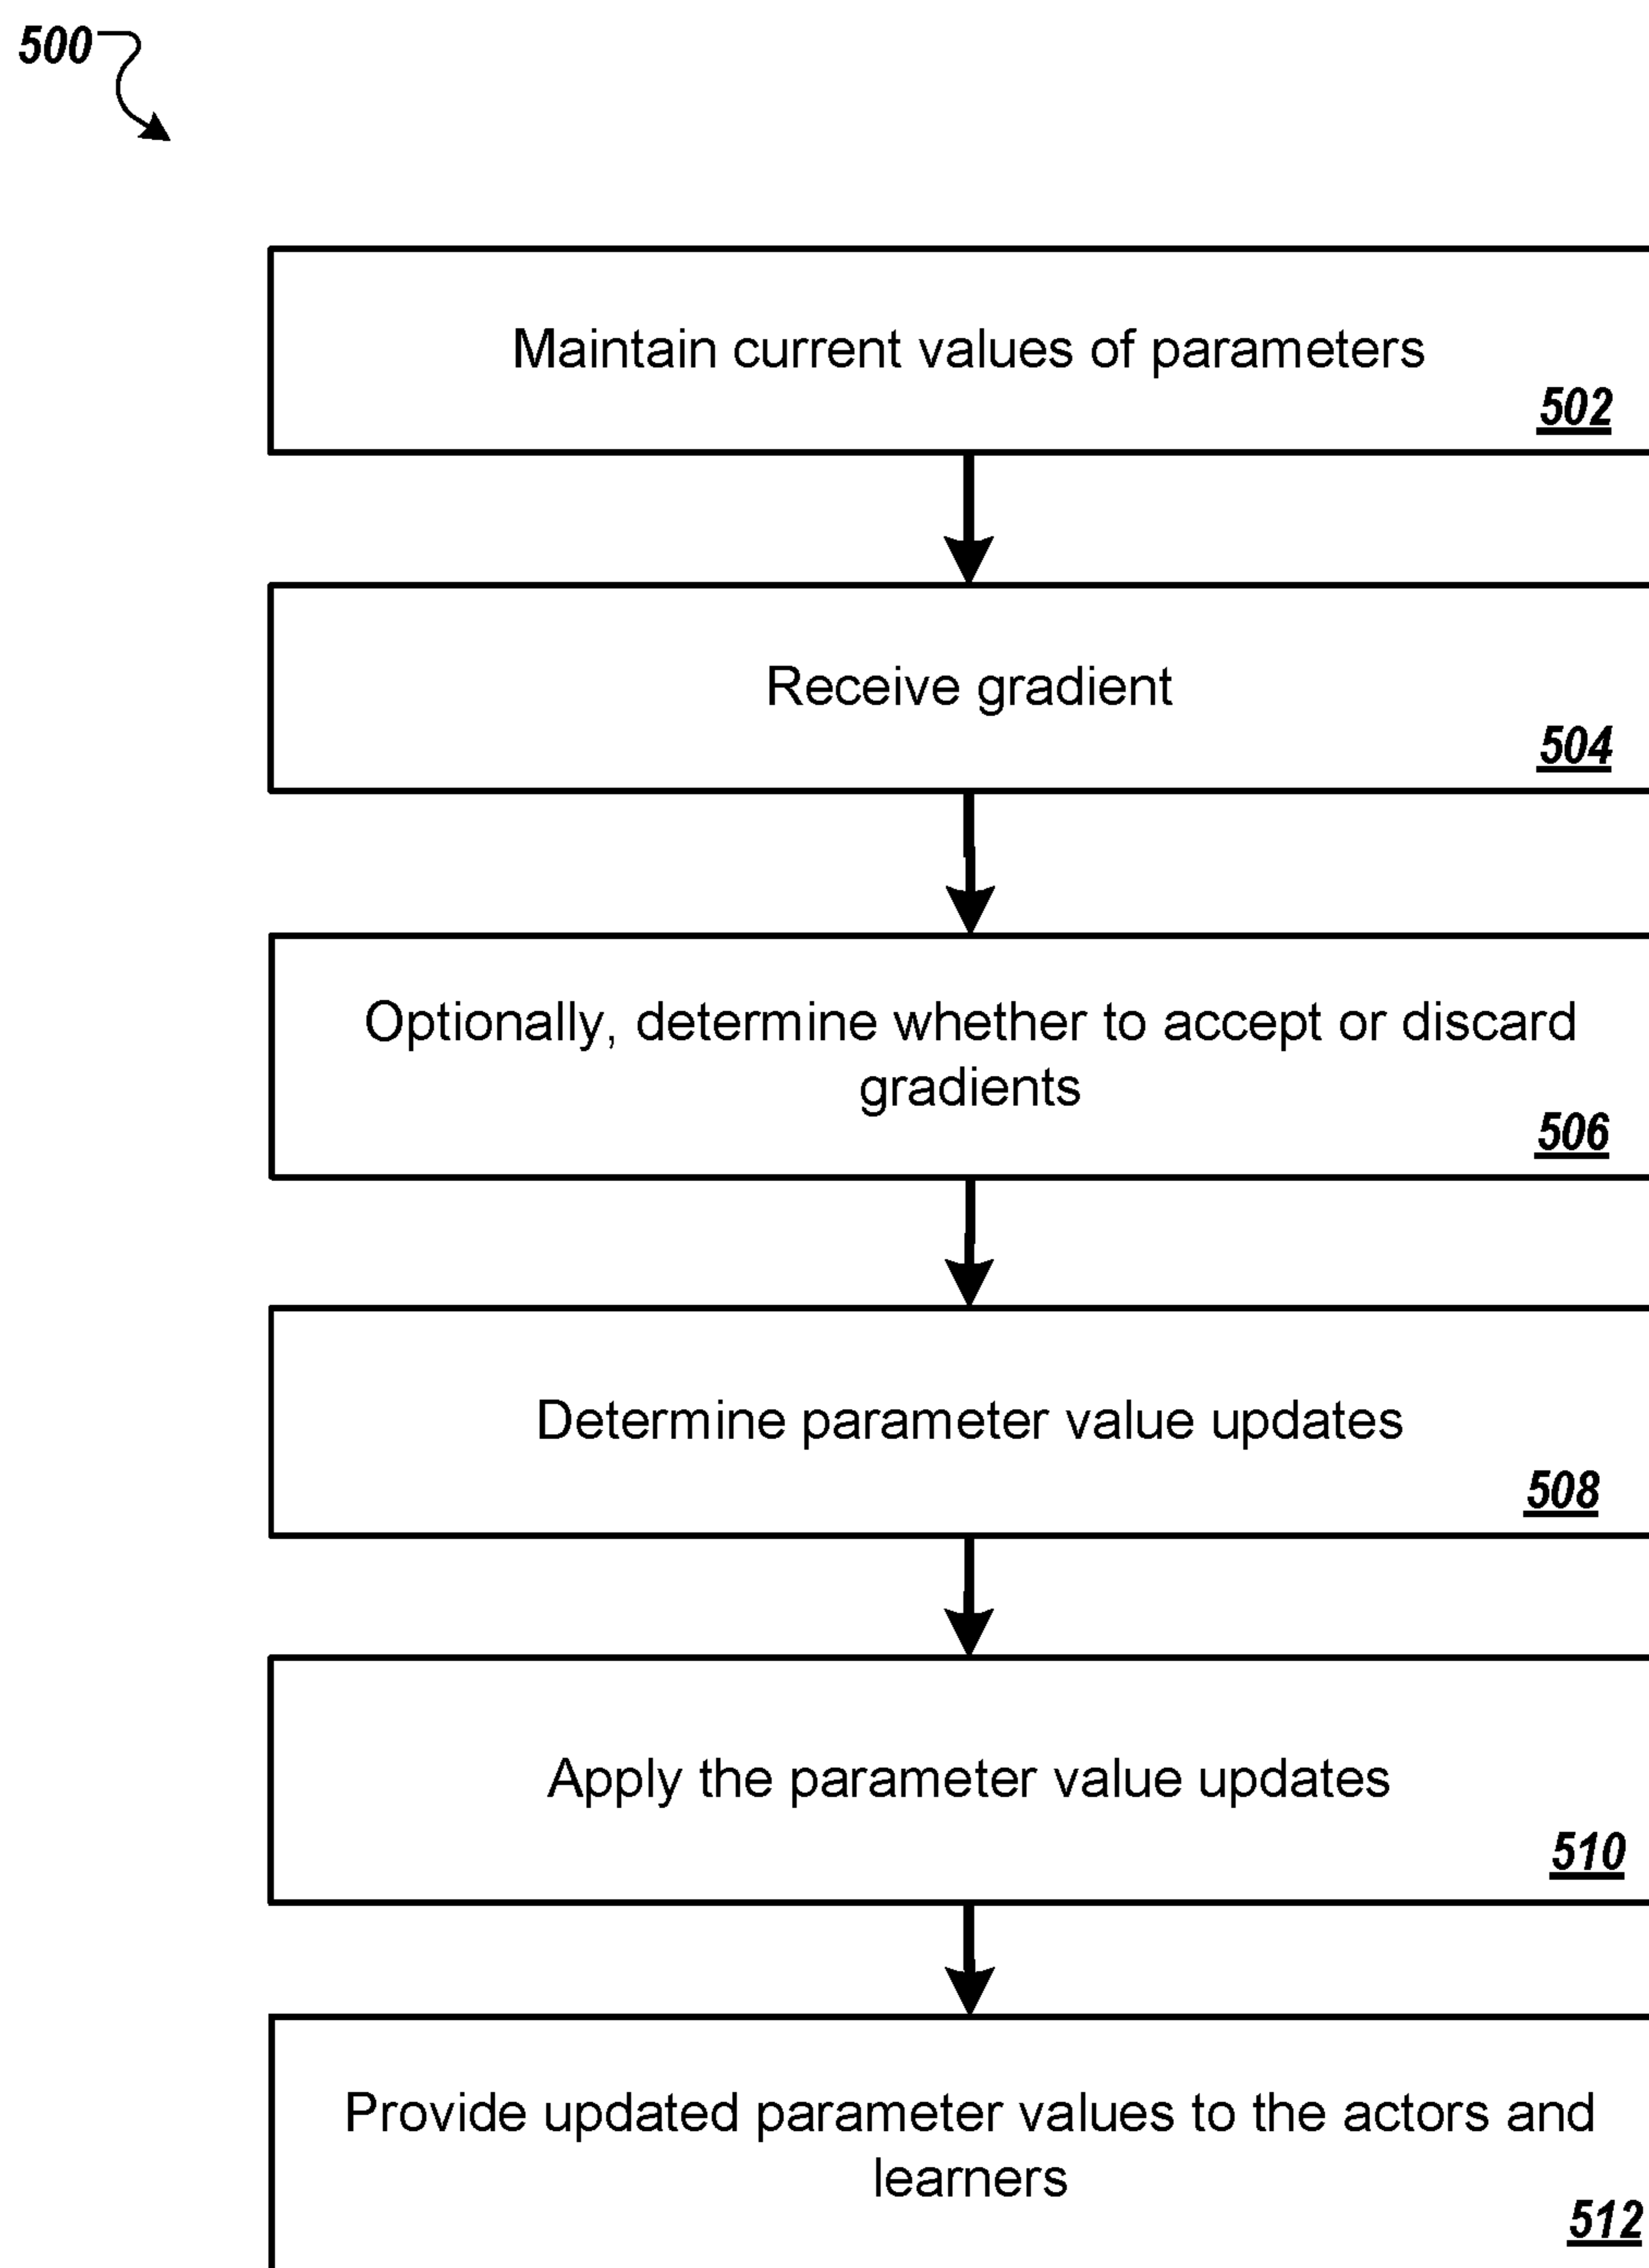 500
Maintain current values of parameters
502
Receive gradient
504
Optionally, determine whether to accept or discard
gradients
506
Determine parameter value updates
508
Apply the parameter value updates
510
Provide updated parameter values to the actors and
learners
512